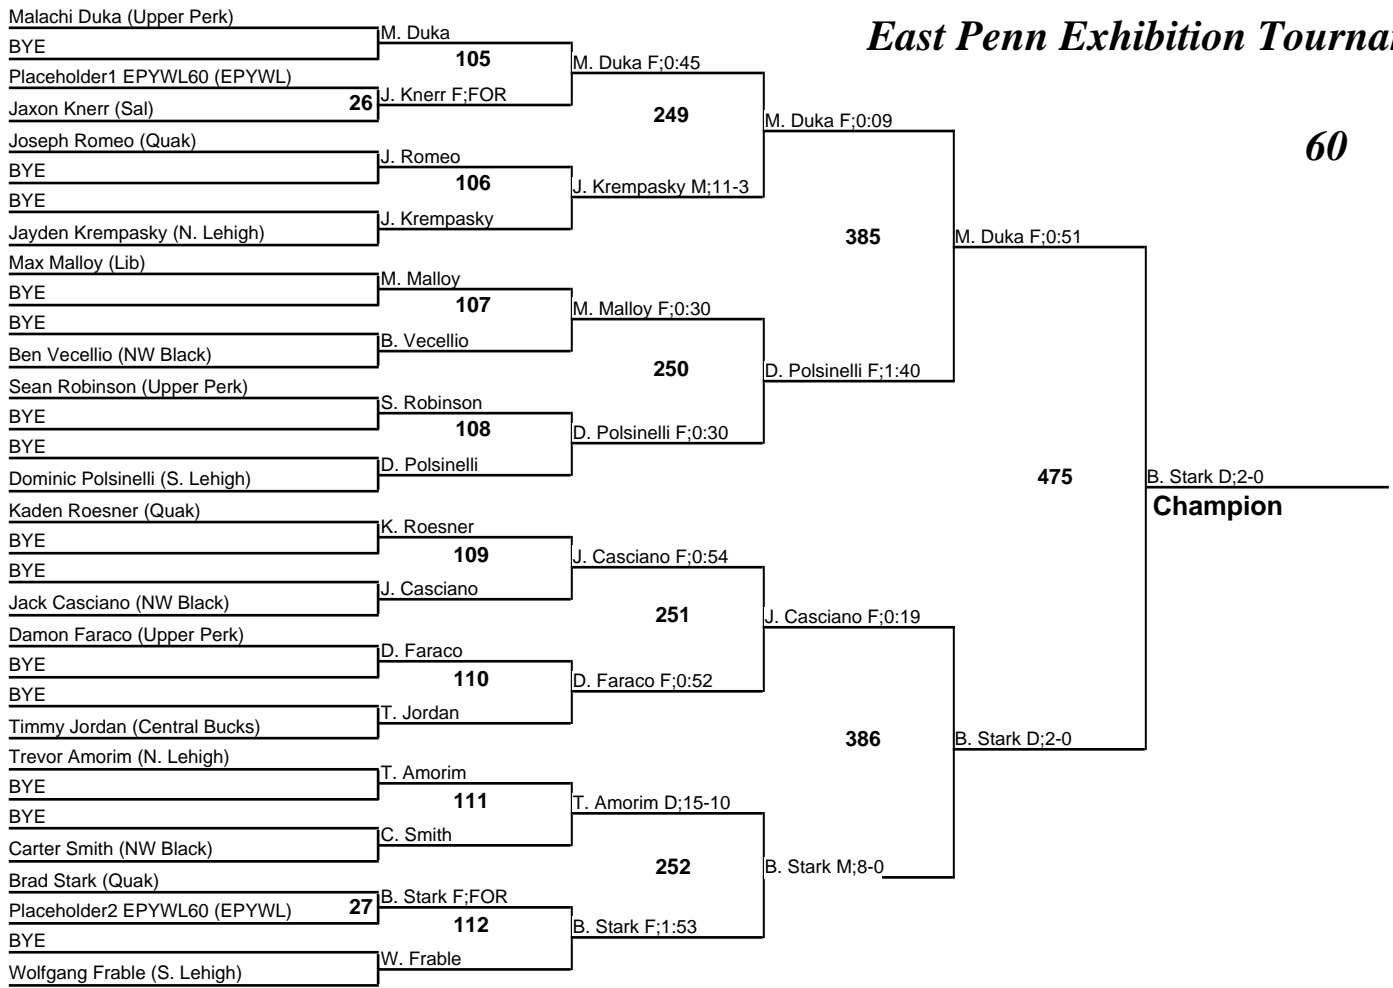 East Penn Exhibition Tourna
60
Malachi Duka (Upper Perk)
BYE
Placeholder1 EPYWL60 (EPYWL)
Jaxon Knerr (Sal)
Joseph Romeo (Quak)
BYE
BYE
Jayden Krempasky (N. Lehigh)
Max Malloy (Lib)
BYE
BYE
Ben Vecellio (NW Black)
Sean Robinson (Upper Perk)
BYE
BYE
Dominic Polsinelli (S. Lehigh)
Kaden Roesner (Quak)
BYE
BYE
Jack Casciano (NW Black)
Damon Faraco (Upper Perk)
BYE
BYE
Timmy Jordan (Central Bucks)
Trevor Amorim (N. Lehigh)
BYE
BYE
Carter Smith (NW Black)
Brad Stark (Quak)
Placeholder2 EPYWL60 (EPYWL)
BYE
Wolfgang Frable (S. Lehigh)
26
27
M. Duka
105
J. Knerr F;FOR
J. Romeo
106
J. Krempasky
M. Malloy
107
B. Vecellio
S. Robinson
108
D. Polsinelli
K. Roesner
109
J. Casciano
D. Faraco
110
T. Jordan
T. Amorim
111
C. Smith
B. Stark F;FOR
112
W. Frable
M. Duka F;0:45
249
J. Krempasky M;11-3
M. Malloy F;0:30
250
D. Polsinelli F;0:30
J. Casciano F;0:54
251
D. Faraco F;0:52
T. Amorim D;15-10
252
B. Stark F;1:53
M. Duka F;0:09
385
D. Polsinelli F;1:40
J. Casciano F;0:19
386
B. Stark M;8-0
M. Duka F;0:51
475
B. Stark D;2-0
B. Stark D;2-0
Champion